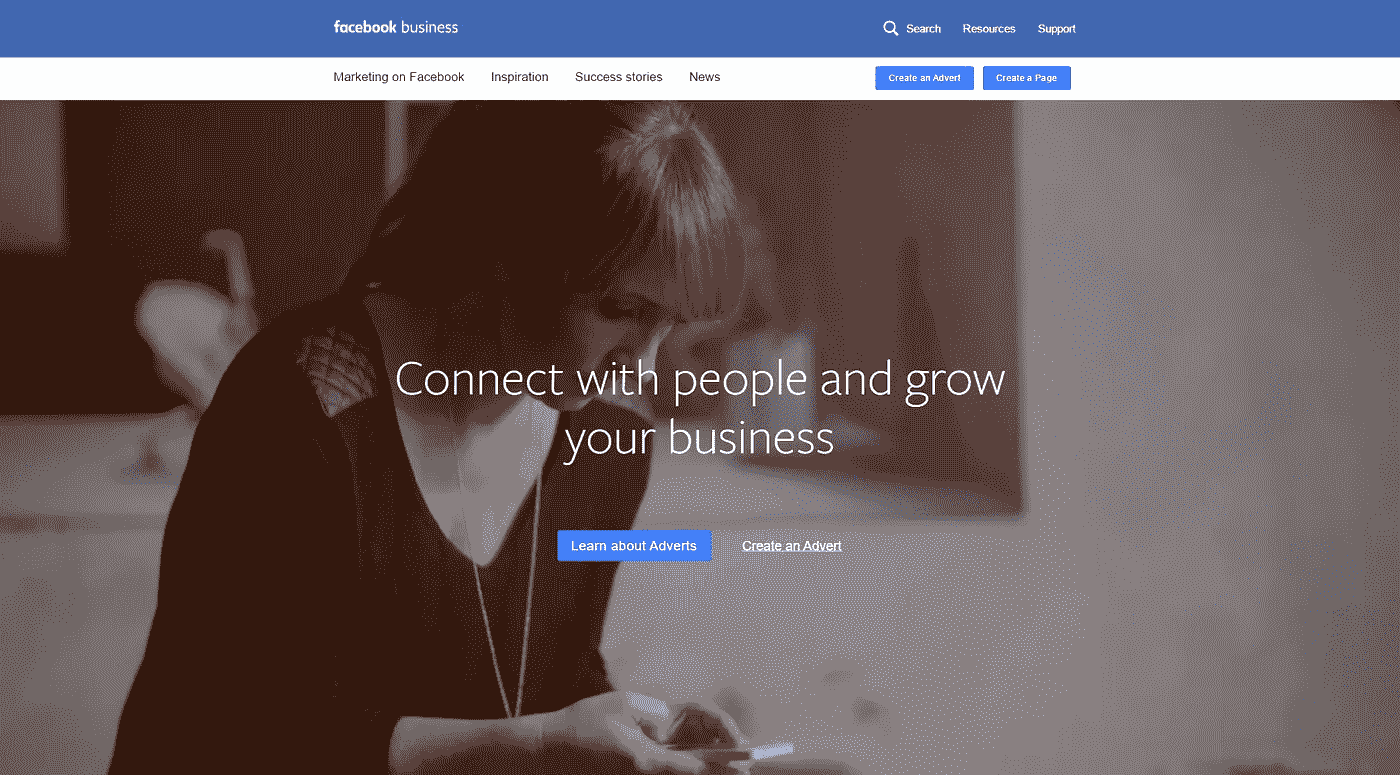 facebook business
Search Resources Support
Marketing on Facebook Inspiration Success stories News
Create an Advert Create a Page
Connect with people and grow
your business
Learn about Adverts Create an Advert